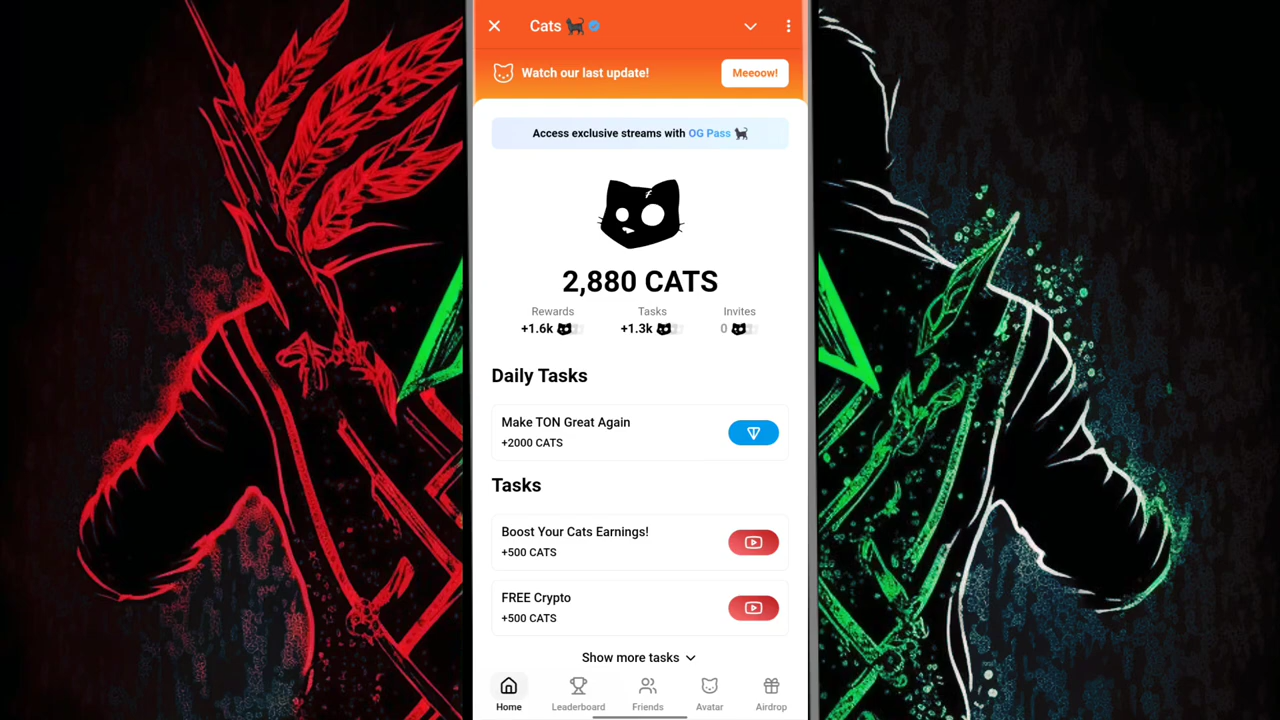 Cats
Watch our last update!
Meeoow!
Access exclusive streams with OG Pass
2,880 CATS
Rewards
Tasks
Invites
+1.6k
+1.3k
0
Daily Tasks
Make TON Great Again
+2000 CATS
Tasks
Boost Your Cats Earnings!
+500 CATS
FREE Crypto
+500 CATS
Show more tasks
Home
Leaderboard
Friends
Avatar
Airdrop